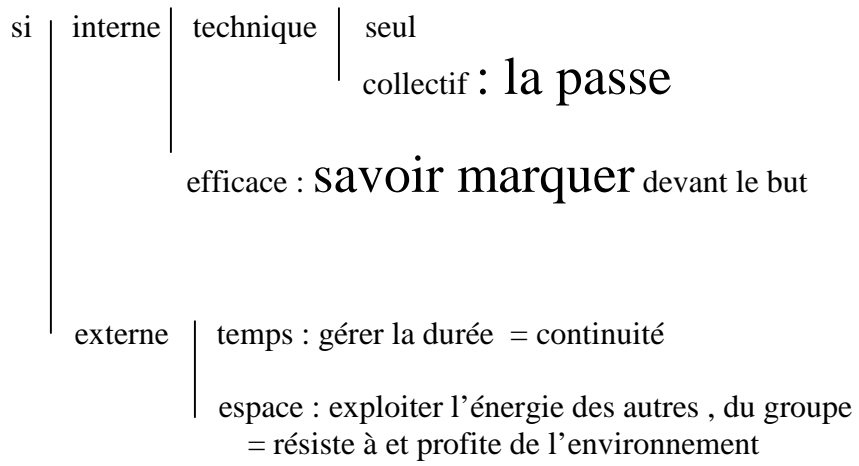 si interne technique seul
collectif : la passe
efficace : savoir marquer devant le but
externe temps : gérer la durée = continuité
espace : exploiter l’énergie des autres , du groupe
= résiste à et profite de l’environnement